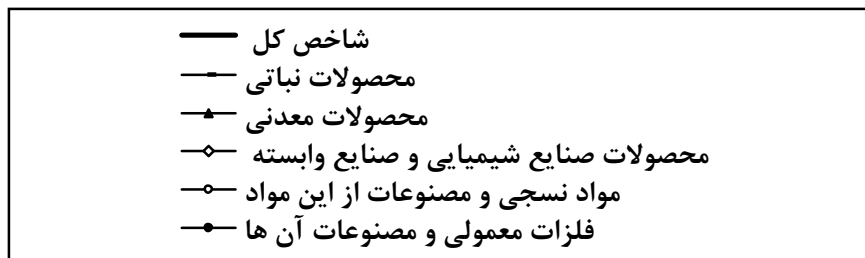 شاخص کل
محصولات نباتی
محصولات معدنی
محصولات صنایع شیمیایی و صنایع وابسته
مواد نسجی و مصنوعات از این مواد
فلزات معمولی و مصنوعات آن ها